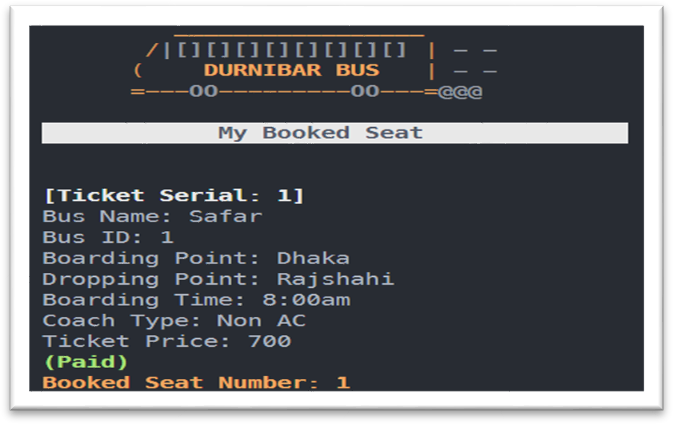 DURNIBAR BUS
My Booked Seat
[Ticket Serial: 1]
Bus Name: Safar
Bus ID: 1
Boarding Point: Dhaka
Dropping Point: Rajshahi
Boarding Time: 8:00am
Coach Type: Non AC
Ticket Price: 700
(Paid)
Booked Seat Number: 1